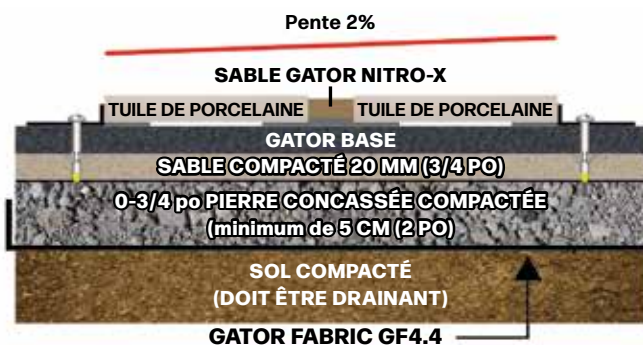 Pente 2%
SABLE GATOR NITRO-X
TUILE DE PORCELAINE TUILE DE PORCELAINE
GATOR BASE
SABLE COMPACTÉ 20 MM (3/4 PO)
0-3/4 po PIERRE CONCASSÉE COMPACTÉE
(minimum de 5 CM (2 PO)
SOL COMPACTÉ
(DOIT ÊTRE DRAINANT)
GATOR FABRIC GF4.4